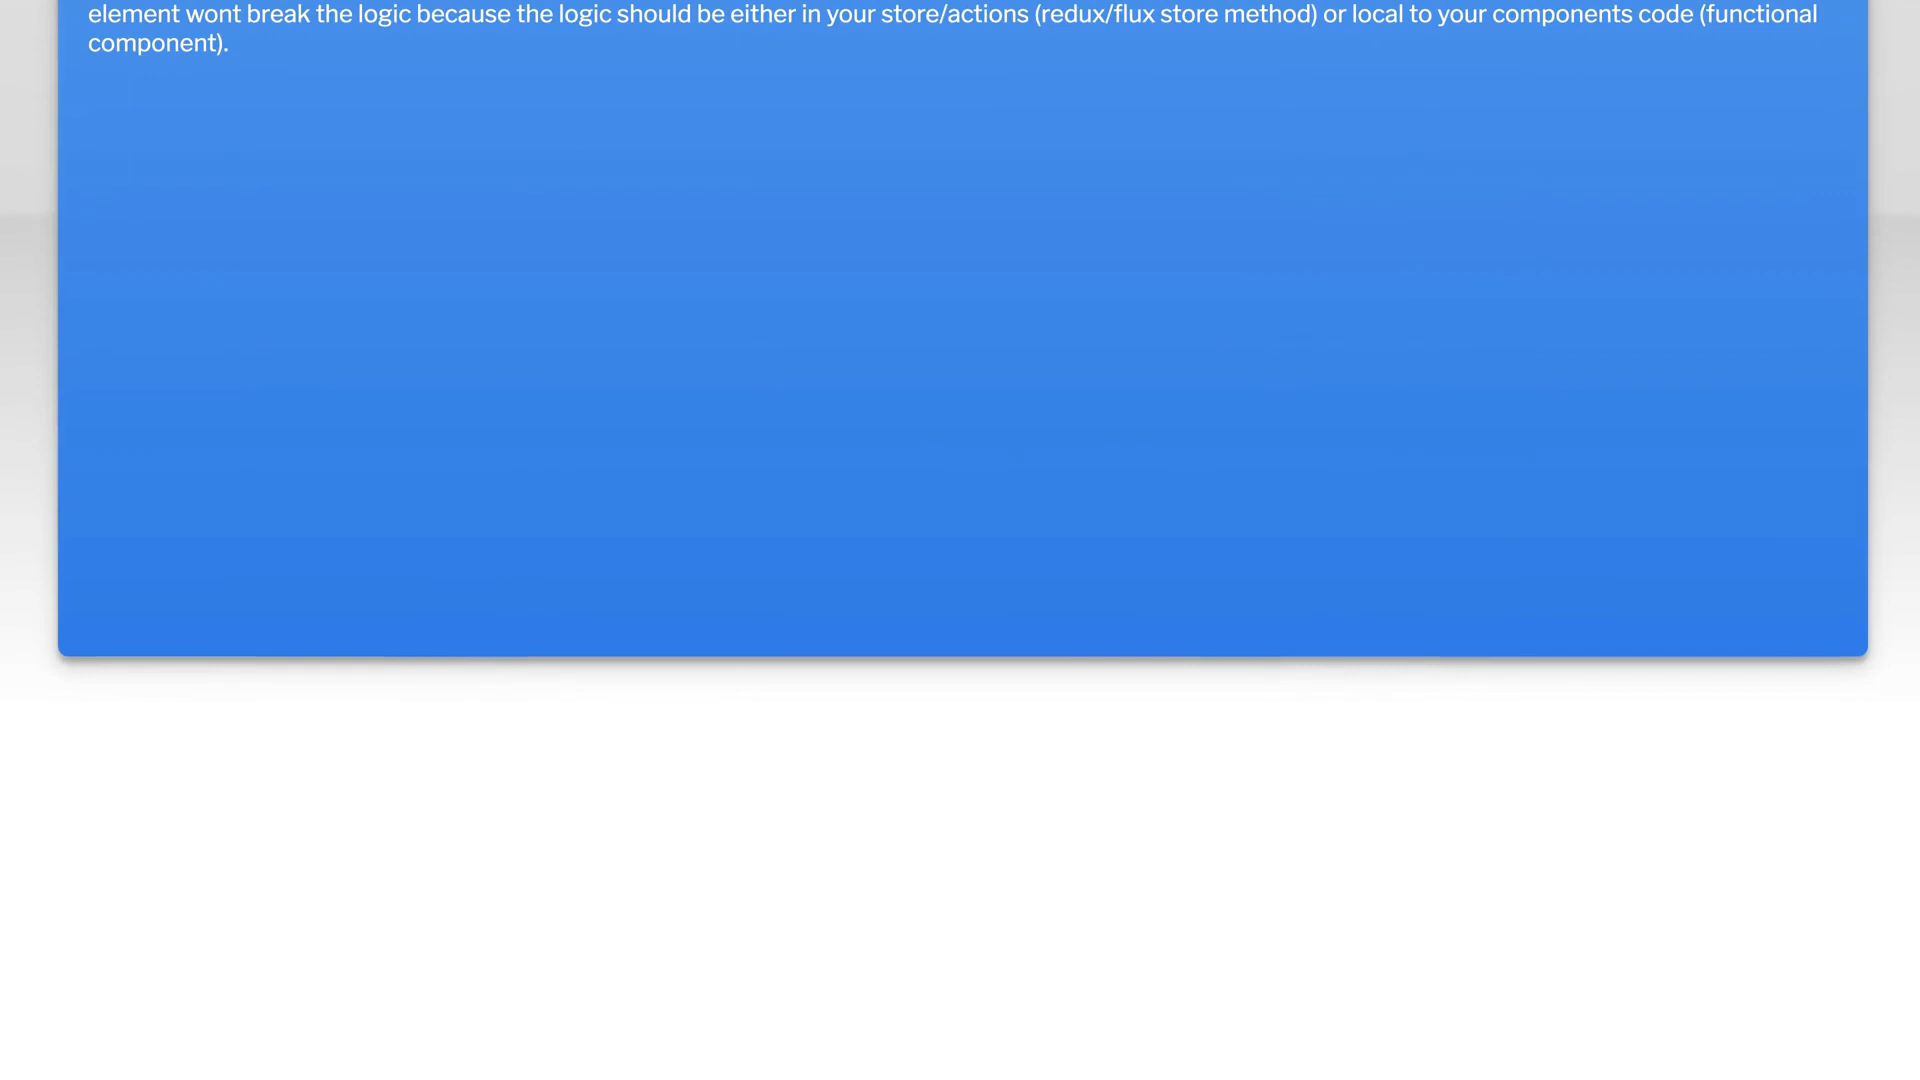 element wont break the logic because the logic should be either in your store/actions (redux/flux store method) or local to your components code (functional
component).